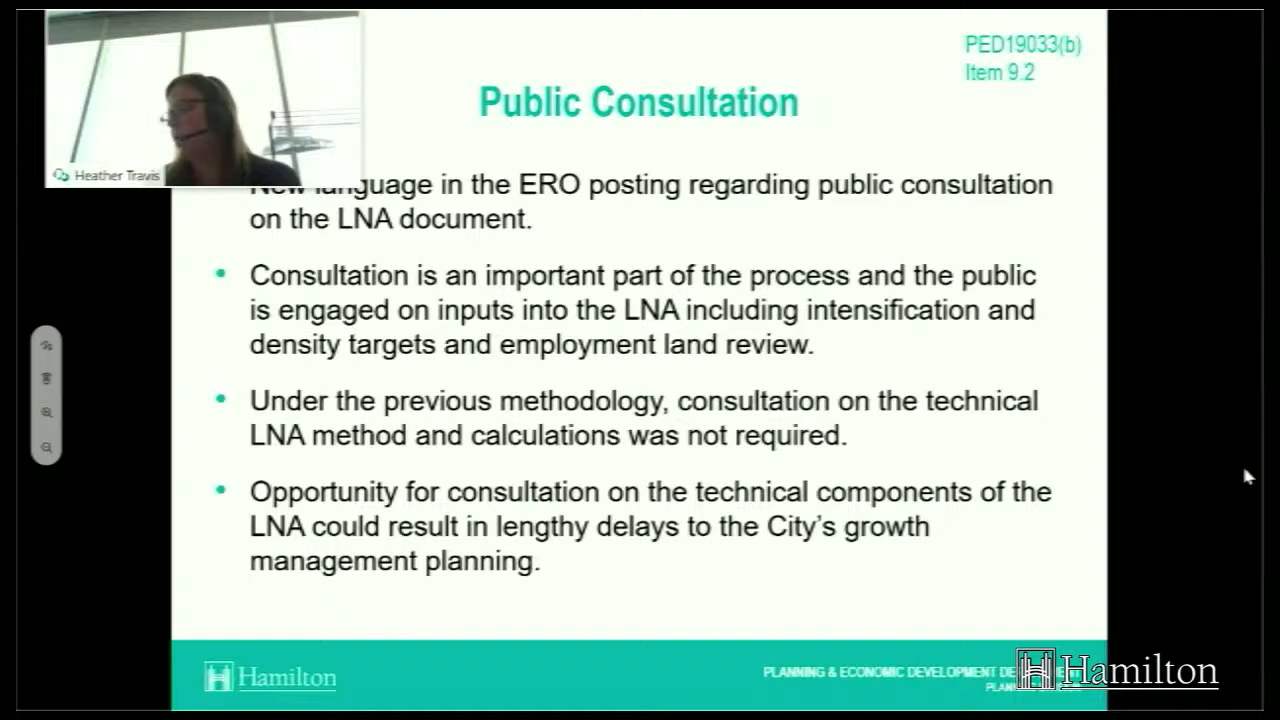 PED19033(b)
Item 9.2
Public Consultation
Heather Travis
New language in the ERO posting regarding public consultation
on the LNA document.
• Consultation is an important part of the process and the public
is engaged on inputs into the LNA including intensification and
density targets and employment land review.
• Under the previous methodology, consultation on the technical
LNA method and calculations was not required.
• Opportunity for consultation on the technical components of the
LNA could result in lengthy delays to the City's growth
management planning.
Hamilton
PLANNING & ECONOMIC DEVELOPMENT
Hamilton